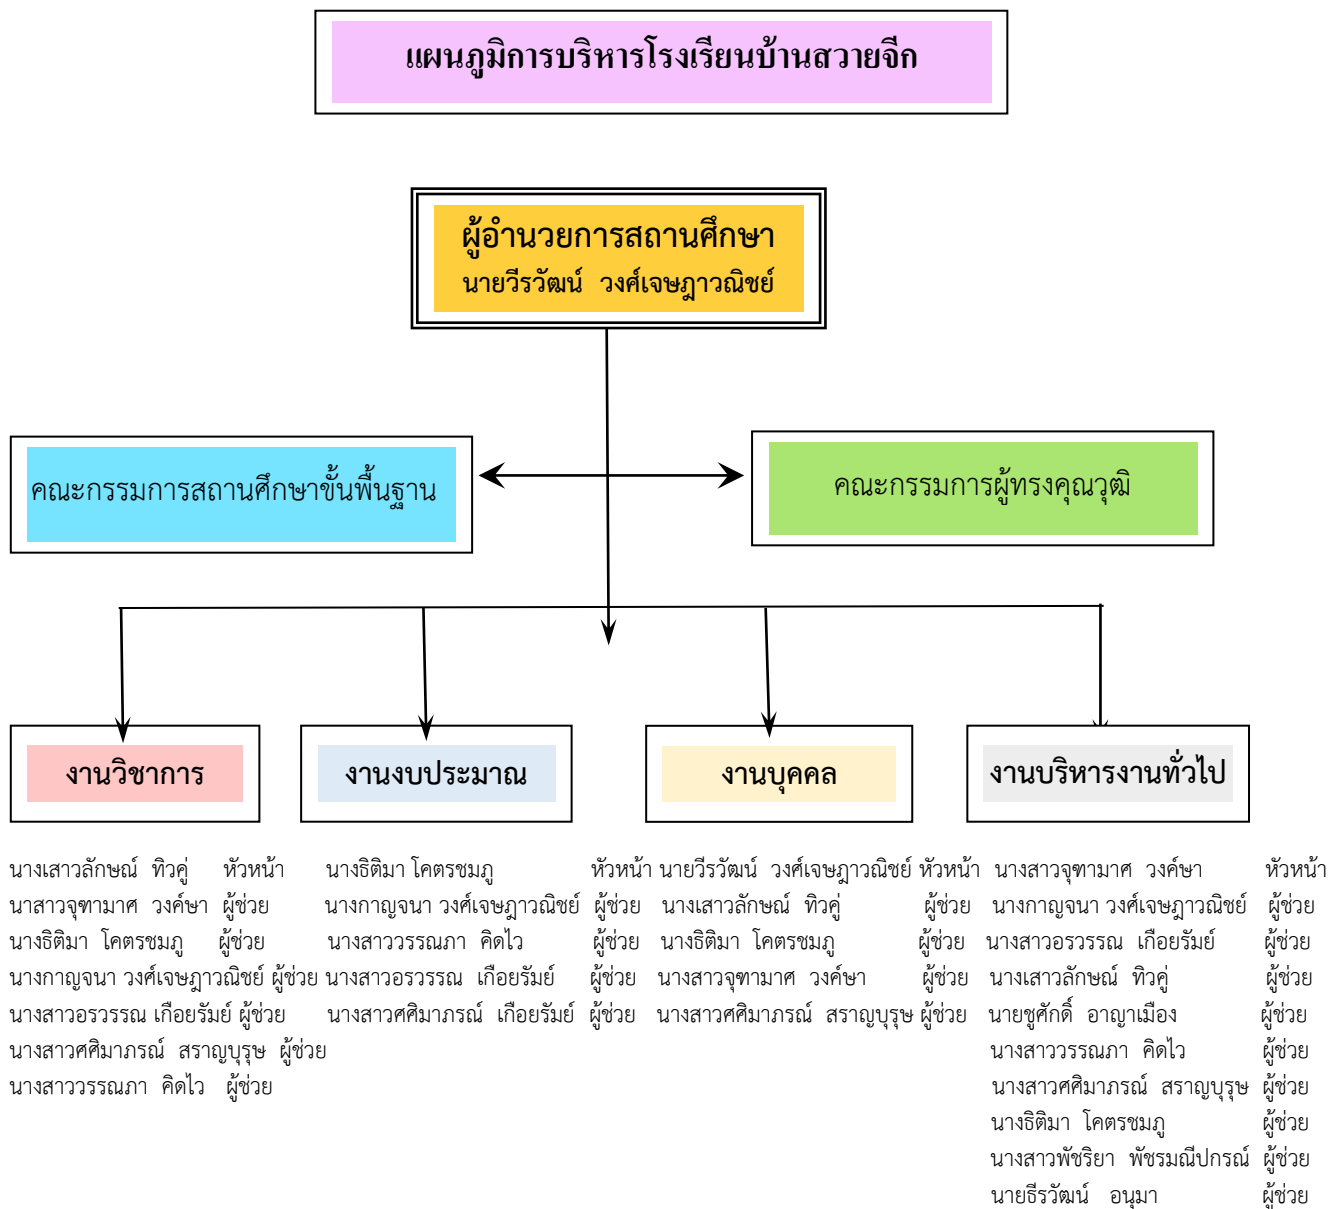 แผนภูมิการบริหารโรงเรียนบ้านสวายจีก
ผู้อำนวยการสถานศึกษา
นายวีรวัฒน์ วงศ์เจษฎาวณิชย์
คณะกรรมการสถานศึกษาขั้นพื้นฐาน
คณะกรรมการผู้ทรงคุณวุฒิ
งานวิชาการ
นางเสาวลักษณ์ ทิวคู่ หัวหน้า
นาสาวจุฑามาศ วงค์ษา ผู้ช่วย
นางธิติมา โคตรชมภู ผู้ช่วย
นางกาญจนา วงศ์เจษฎาวณิชย์ ผู้ช่วย
นางสาวอรวรรณ เกือยรัมย์ ผู้ช่วย
นางสาวศศิมาภรณ์ สราญบุรุษ ผู้ช่วย
นางสาววรรณภา คิดไว ผู้ช่วย
งานงบประมาณ
นางธิติมา โคตรชมภู หัวหน้า
นางกาญจนา วงศ์เจษฎาวณิชย์ ผู้ช่วย
นางสาววรรณภา คิดไว ผู้ช่วย
นางสาวอรวรรณ เกือยรัมย์ ผู้ช่วย
นางสาวศศิมาภรณ์ เกือยรัมย์ ผู้ช่วย
งานบุคคล
นายวีรวัฒน์ วงศ์เจษฎาวณิชย์ หัวหน้า
นางเสาวลักษณ์ ทิวคู่ ผู้ช่วย
นางธิติมา โคตรชมภู ผู้ช่วย
นางสาวจุฑามาศ วงค์ษา ผู้ช่วย
นางสาวศศิมาภรณ์ สราญบุรุษ ผู้ช่วย
งานบริหารงานทั่วไป
นางสาวจุฑามาศ วงค์ษา หัวหน้า
นางกาญจนา วงศ์เจษฎาวณิชย์ ผู้ช่วย
นางสาวอรวรรณ เกือยรัมย์ ผู้ช่วย
นางเสาวลักษณ์ ทิวคู่ ผู้ช่วย
นายชูศักดิ์ อาญาเมือง ผู้ช่วย
นางสาววรรณภา คิดไว ผู้ช่วย
นางสาวศศิมาภรณ์ สราญบุรุษ ผู้ช่วย
นางธิติมา โคตรชมภู ผู้ช่วย
นางสาวพัชริยา พัชรมณีปกรณ์ ผู้ช่วย
นายธีรวัฒน์ อนุมา ผู้ช่วย